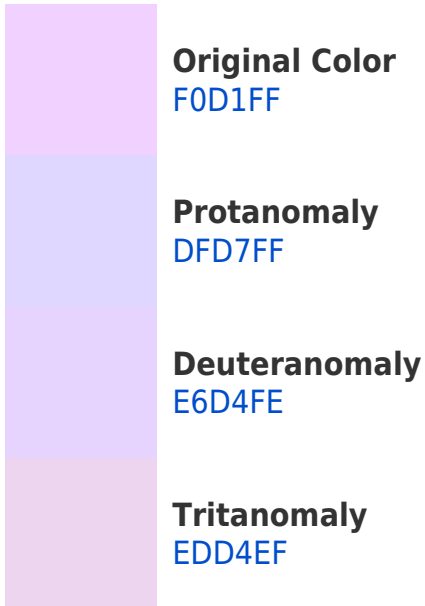 Original Color
F0D1FF
Protanomaly
DFD7FF
Deuteranomaly
E6D4FE
Tritanomaly
EDD4EF